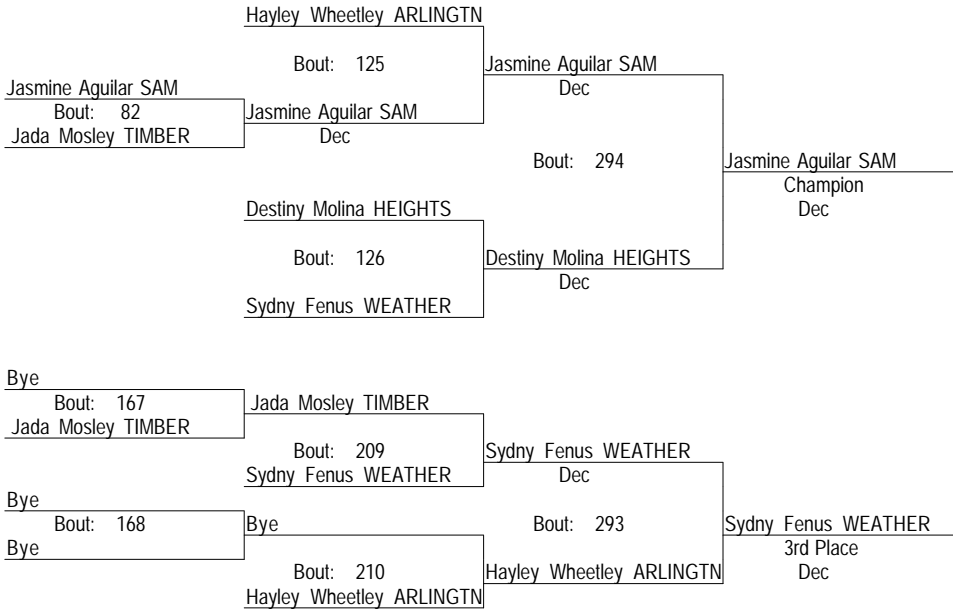 Hayley Wheetley ARLINGTN
Bout: 125
Jasmine Aguilar SAM
Dec
Jasmine Aguilar SAM
Bout: 82
Jada Mosley TIMBER
Jasmine Aguilar SAM
Dec
Bout: 294
Jasmine Aguilar SAM
Champion
Dec
Destiny Molina HEIGHTS
Bout: 126
Destiny Molina HEIGHTS
Dec
Sydny Fenus WEATHER
Bye
Bout: 167
Jada Mosley TIMBER
Jada Mosley TIMBER
Bout: 209
Sydny Fenus WEATHER
Sydny Fenus WEATHER
Dec
Bye
Bout: 168
Bye
Bye
Bout: 293
Sydny Fenus WEATHER
3rd Place
Dec
Bout: 210
Hayley Wheetley ARLINGTN
Hayley Wheetley ARLINGTN